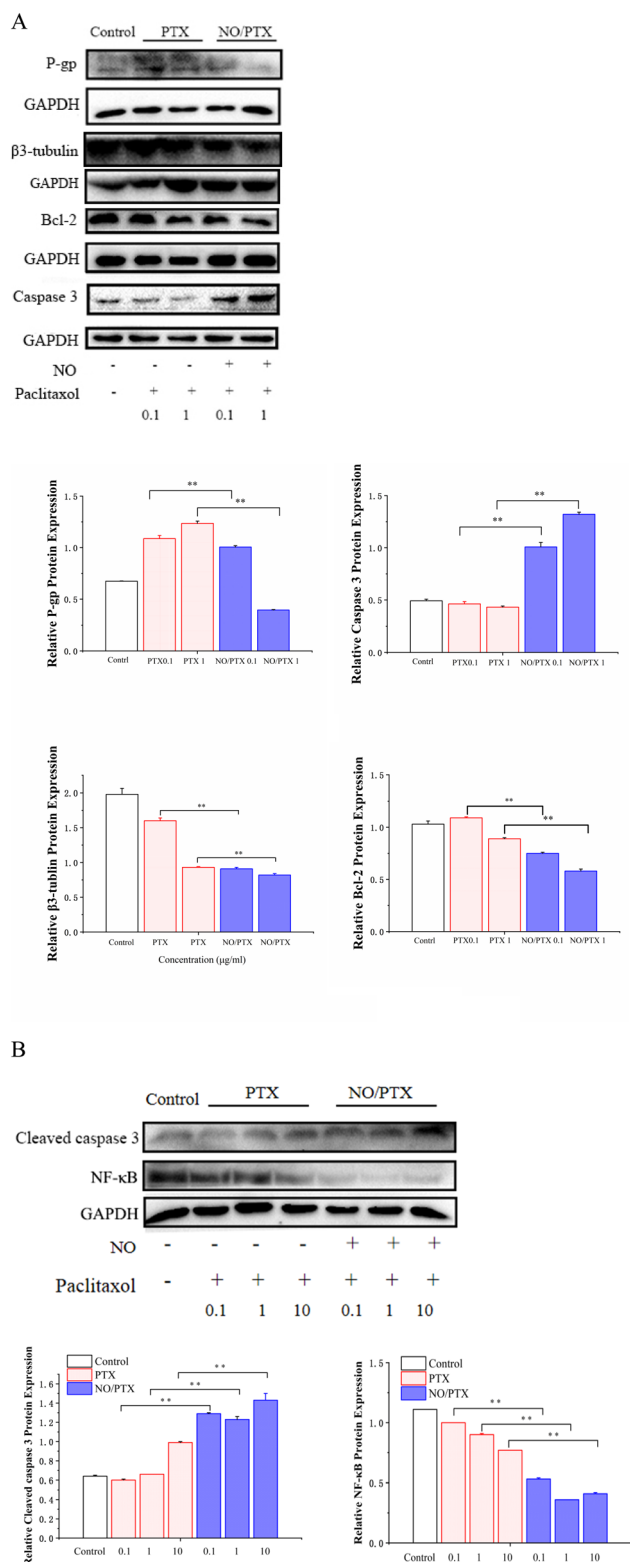 A
Control PTX NO/PTX
P-gp
GAPDH
β3-tubulin
GAPDH
Bcl-2
GAPDH
Caspase 3
GAPDH
NO - - - + +
Paclitaxol - + + + +
0.1 1 0.1 1
Relative P-gp Protein Expression
1.5
1.0
0.5
0.0
** **
Contrl PTX0.1 PTX 1 NO/PTX 0.1 NO/PTX 1
Relative Caspase 3 Protein Expression
1.5
1.0
0.5
0.0
** **
Contrl PTX0.1 PTX 1 NO/PTX 0.1 NO/PTX 1
Relative β3-tublin Protein Expression
2.0
1.5
1.0
0.5
0.0
** **
Control PTX PTX NO/PTX NO/PTX
Concentration (μg/ml)
Relative Bcl-2 Protein Expression
1.5
1.0
0.5
0.0
** **
Contrl PTX0.1 PTX 1 NO/PTX 0.1 NO/PTX 1
B
Control PTX NO/PTX
Cleaved caspase 3
NF-κB
GAPDH
NO - - - - + + +
Paclitaxol - + + + + + +
0.1 1 10 0.1 1 10
Relative Cleaved caspase 3 Protein Expression
1.8
1.6
1.4
1.2
1.0
0.8
0.6
0.4
0.2
0.0
Control
PTX
NO/PTX
** ** **
Control 0.1 1 10 0.1 1 10
Relative NF-κB Protein Expression
1.5
1.0
0.5
0.0
Control
PTX
NO/PTX
** ** **
Control 0.1 1 10 0.1 1 10